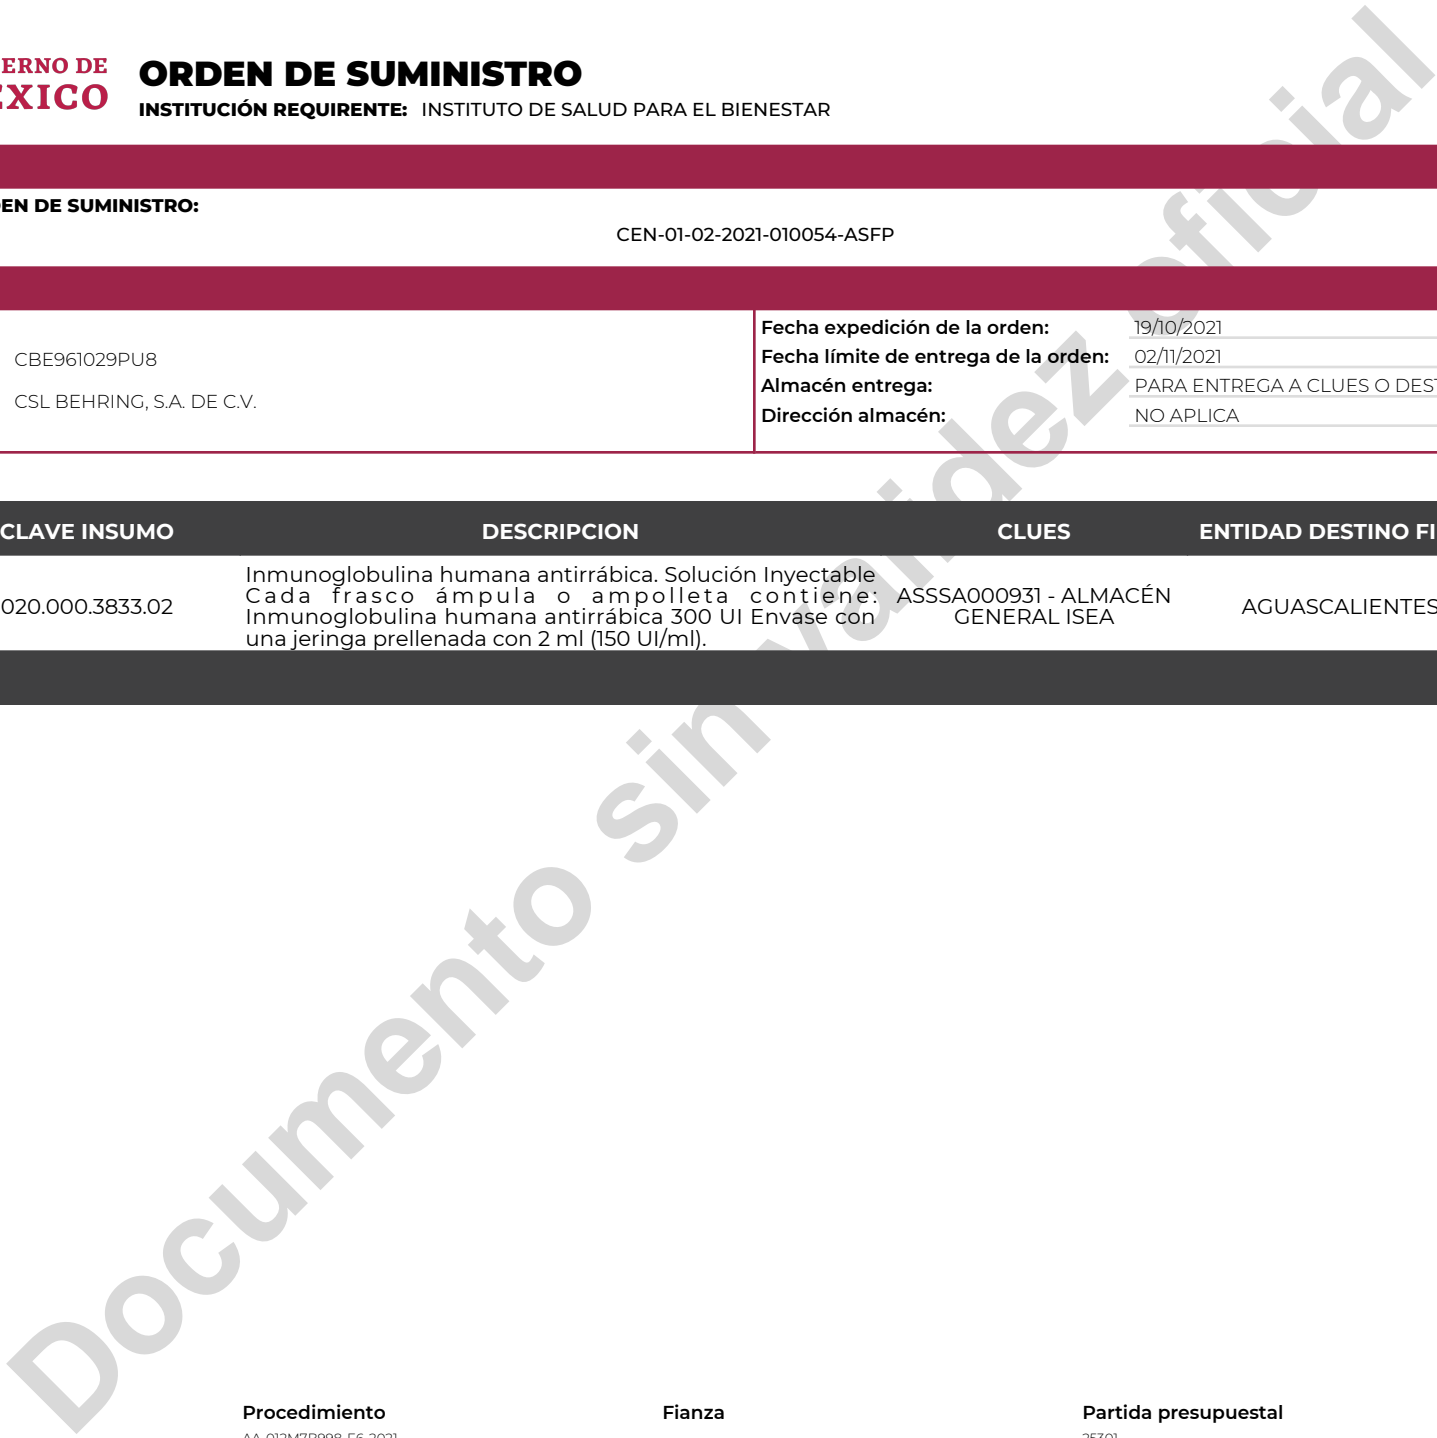 ERNO DE
EXICO
ORDEN DE SUMINISTRO
INSTITUCIÓN REQUIRENTE: INSTITUTO DE SALUD PARA EL BIENESTAR
EN DE SUMINISTRO:
CEN-01-02-2021-010054-ASFP
CBE961029PU8
CSL BEHRING, S.A. DE C.V.
Fecha expedición de la orden: 19/10/2021
Fecha límite de entrega de la orden: 02/11/2021
Almacén entrega: PARA ENTREGA A CLUES O DEST
Dirección almacén: NO APLICA
CLAVE INSUMO DESCRIPCION CLUES ENTIDAD DESTINO FI
020.000.3833.02
Inmunoglobulina humana antirrábica. Solución Inyectable
Cada frasco ámpula o ampolleta contiene:
Inmunoglobulina humana antirrábica 300 UI Envase con
una jeringa prellenada con 2 ml (150 UI/ml).
ASSSA000931 - ALMACÉN
GENERAL ISEA
AGUASCALIENTES
Documento sin validez oficial
Procedimiento Fianza Partida presupuestal